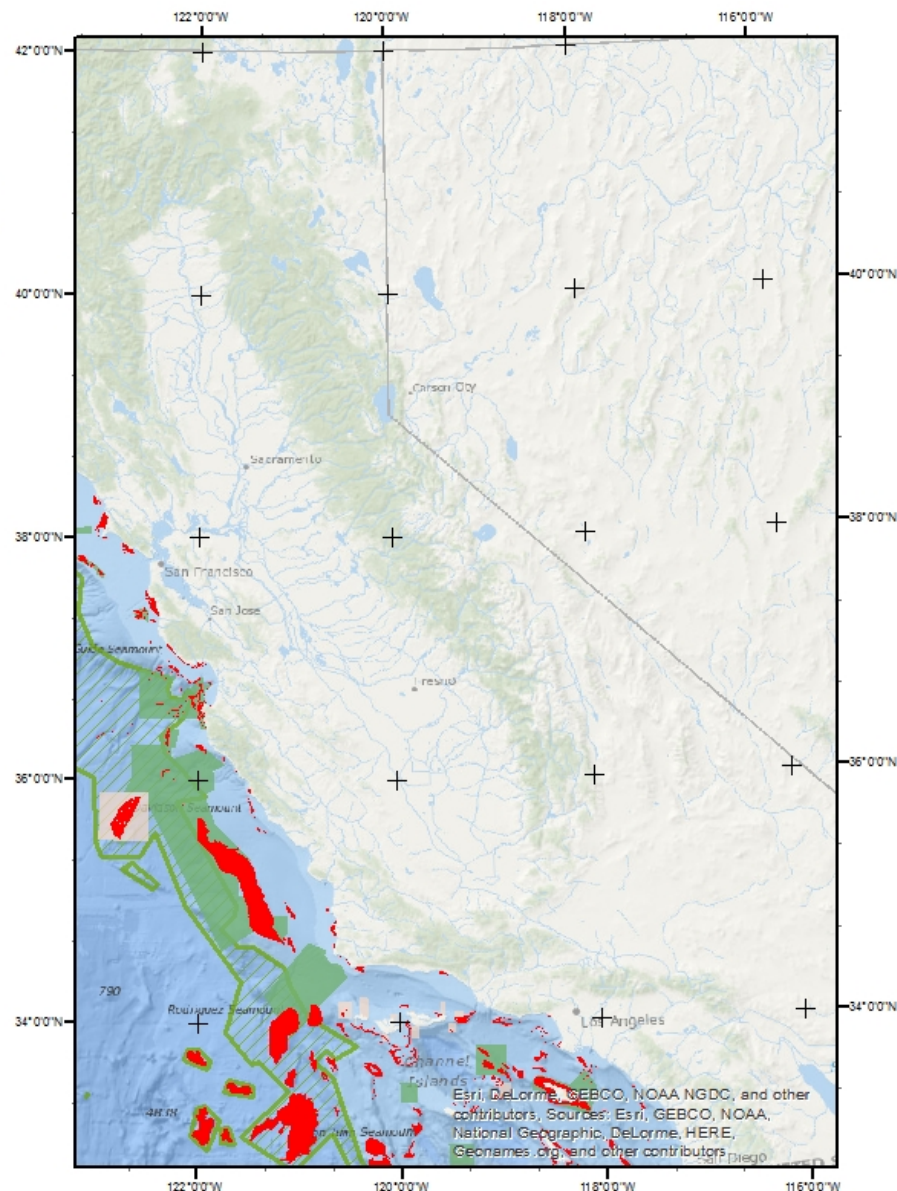 122°0'0"W 120°0'0"W 118°0'0"W 116°0'0"W
42°0'0"N
40°0'0"N
40°0'0"N
Carson City
Sacramento
38°0'0"N
38°0'0"N
San Francisco
San Jose
Guide Seamount
Fresno
36°0'0"N
36°0'0"N
Seamount
790
34°0'0"N
34°0'0"N
Rodriguez Seamou
Los Angeles
Channel
Islands
Seamount
Esri, DeLorme, GEBCO, NOAA NGDC, and other
contributors, Sources: Esri, GEBCO, NOAA,
National Geographic, DeLorme, HERE,
Geonames.org, and other contributors
San Diego
122°0'0"W 120°0'0"W 118°0'0"W 116°0'0"W